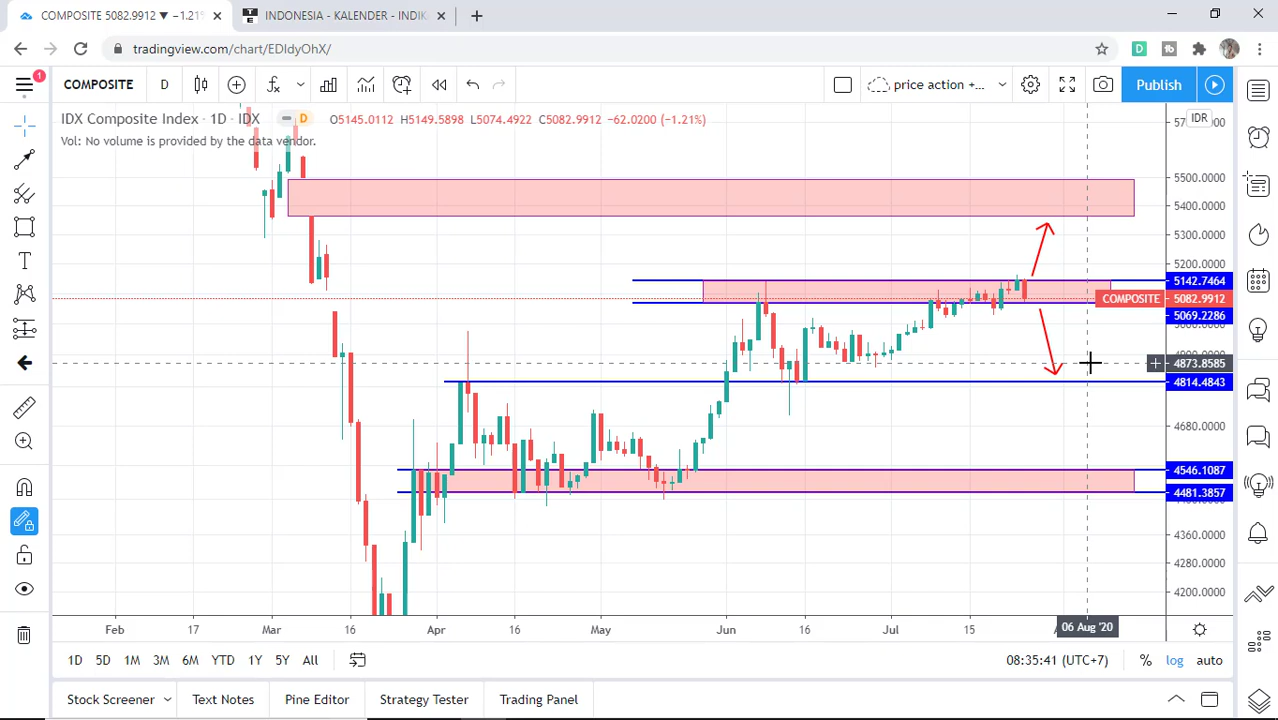 COMPOSITE 5082.9912 ▼ −1.21%
INDONESIA - KALENDER - INDIK
tradingview.com/chart/EDIdyOhX/
1
COMPOSITE
D
price action +...
Publish
IDX Composite Index · 1D · IDX
D
O5145.0112 H5149.5898 L5074.4922 C5082.9912 −62.0200 (−1.21%)
Vol: No volume is provided by the data vendor.
IDR
5500.0000
5400.0000
5300.0000
5200.0000
5142.7464
COMPOSITE 5082.9912
5069.2286
5000.0000
4873.8585
4814.4843
4680.0000
4546.1087
4481.3857
4360.0000
4280.0000
4200.0000
Feb 17 Mar 16 Apr 16 May Jun 16 Jul 15 06 Aug '20
1D 5D 1M 3M 6M YTD 1Y 5Y All
08:35:41 (UTC+7) % log auto
Stock Screener Text Notes Pine Editor Strategy Tester Trading Panel